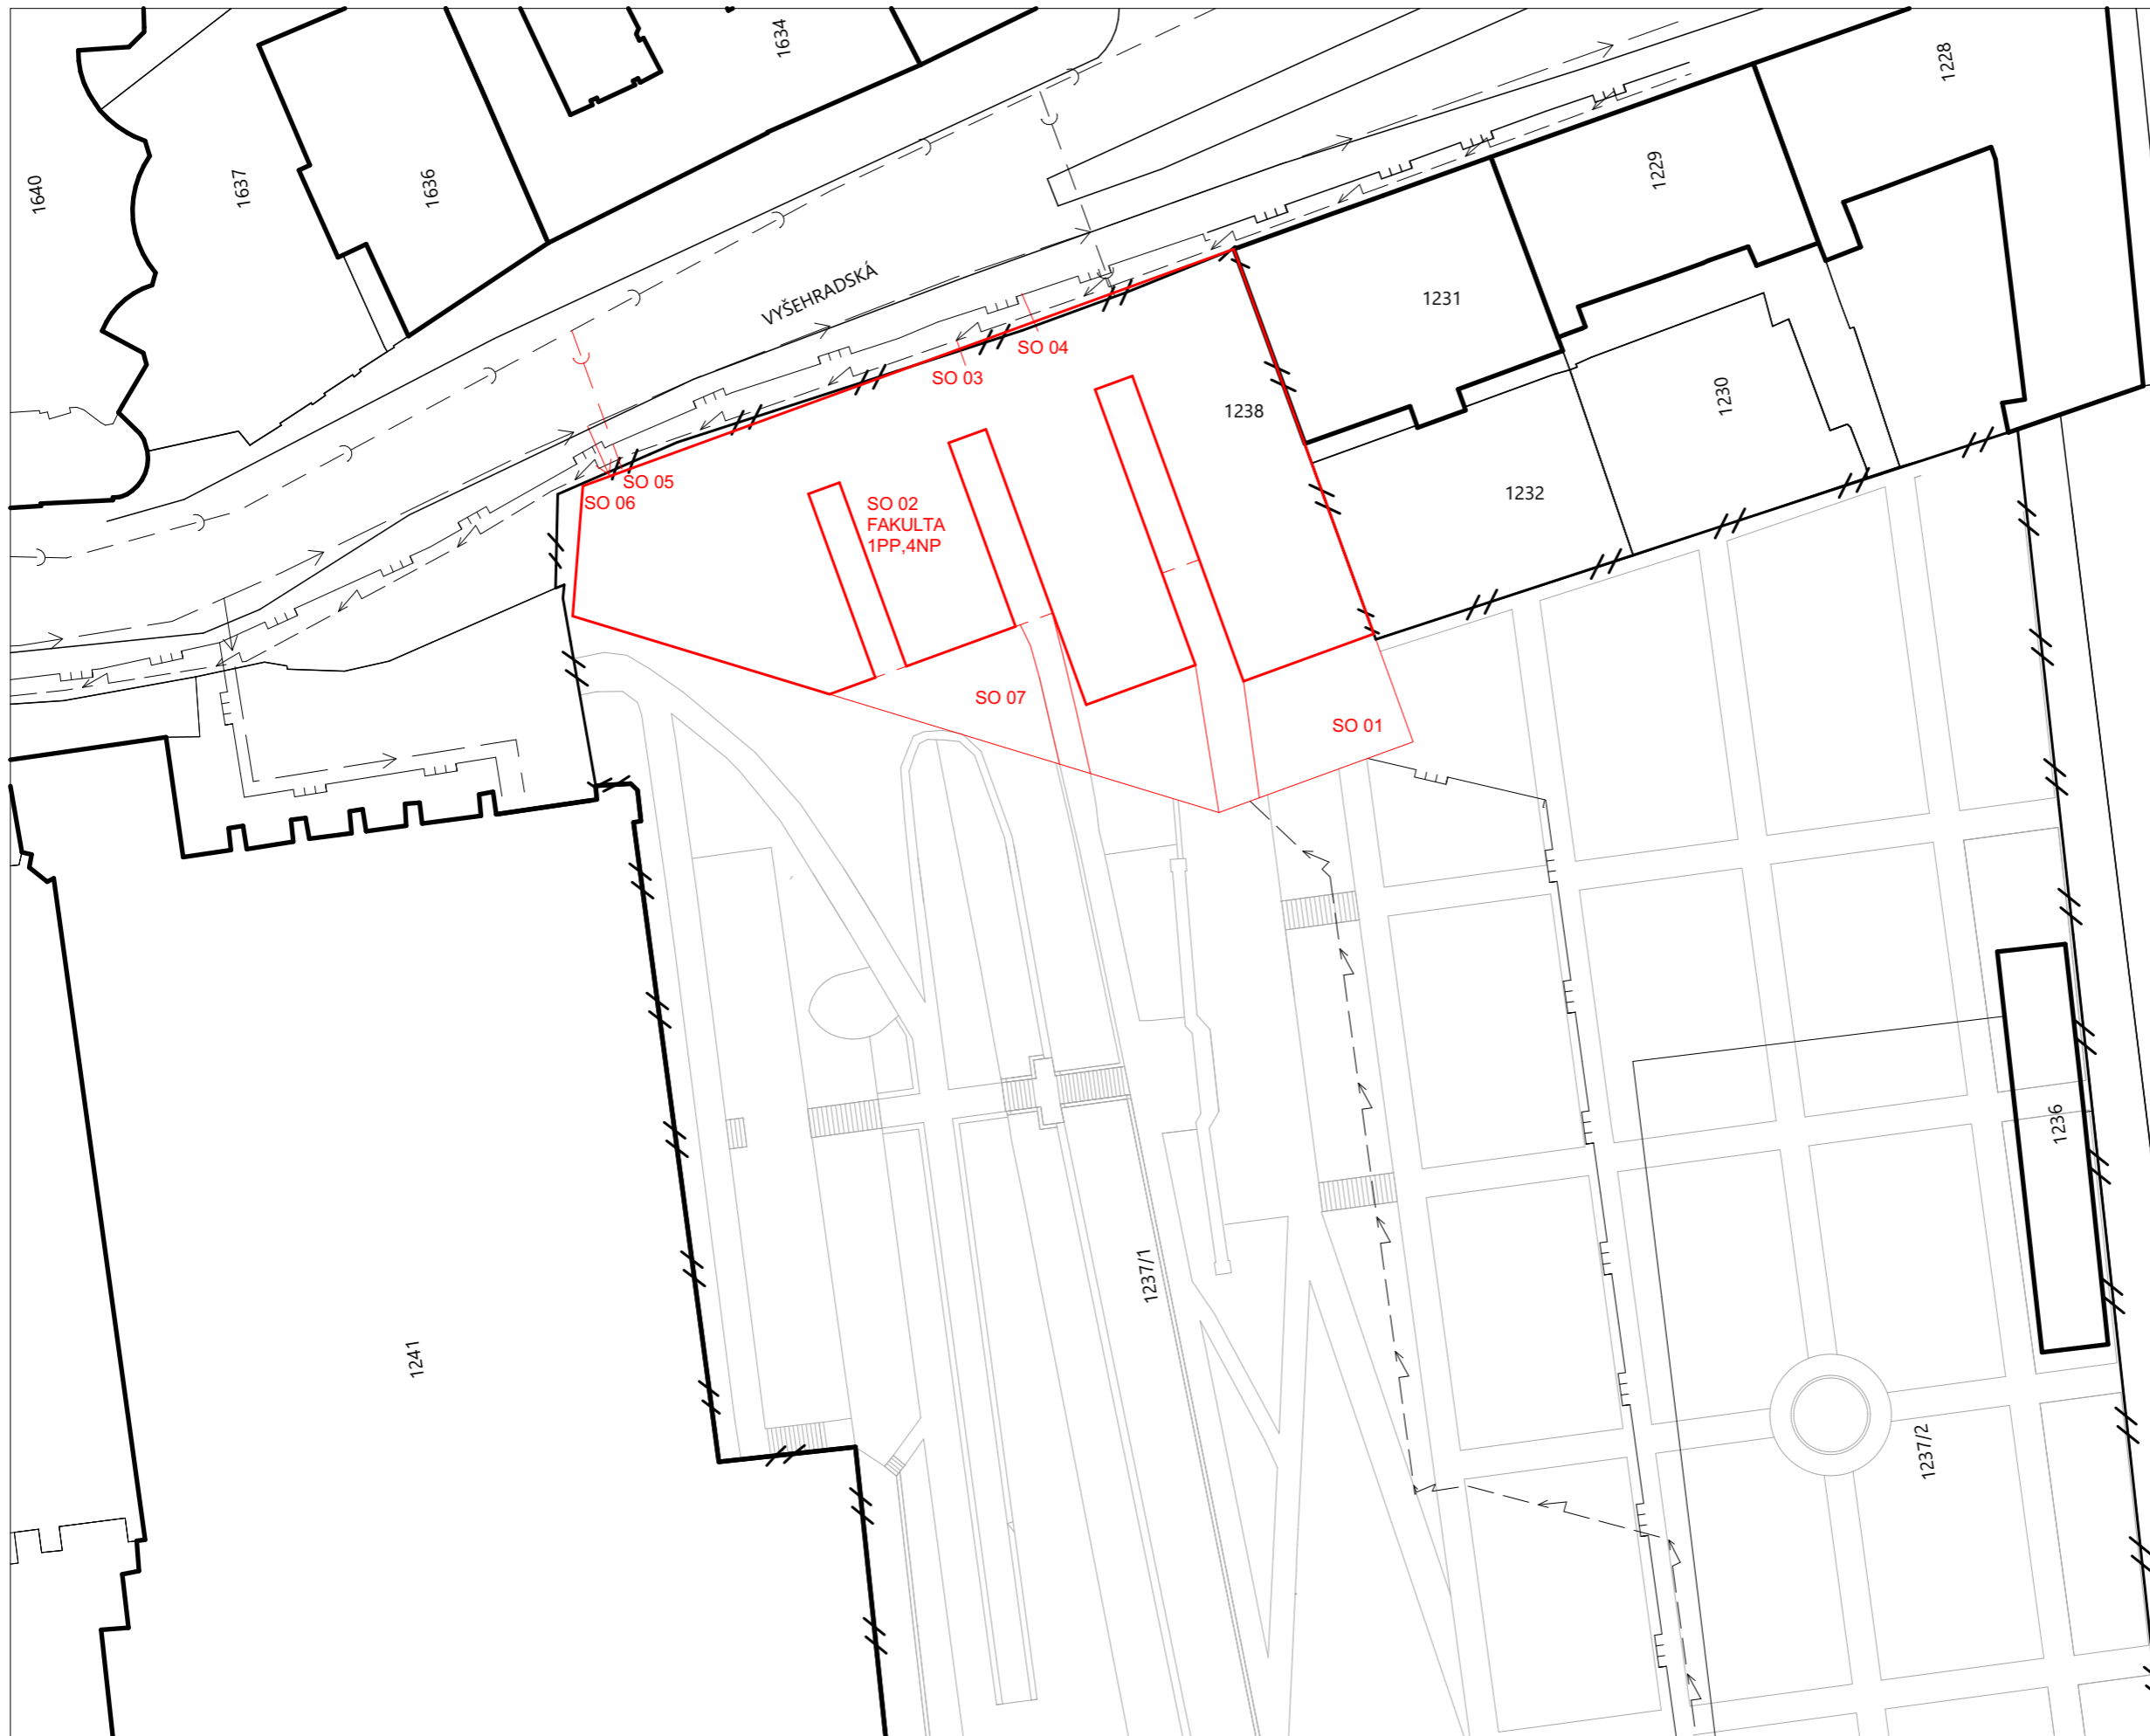 1634
1228
1640
1637
1636
1229
VYŠEHRADSKÁ
1231
SO 04
SO 03
1238
1230
SO 05
SO 06
SO 02
FAKULTA
1PP,4NP
1232
SO 07
SO 01
1236
1237/1
1241
1237/2